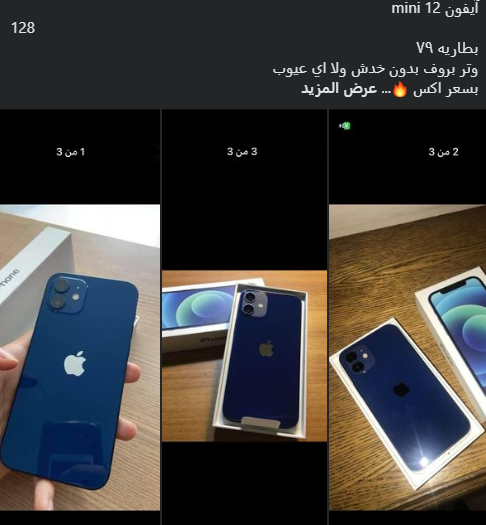 آيفون 12 mini
128
بطاريه ٧٩
وتر بروف بدون خدش ولا اي عيوب
بسعر اكس 🔥... عرض المزيد
1 من 3
3 من 3
2 من 3
iPhone